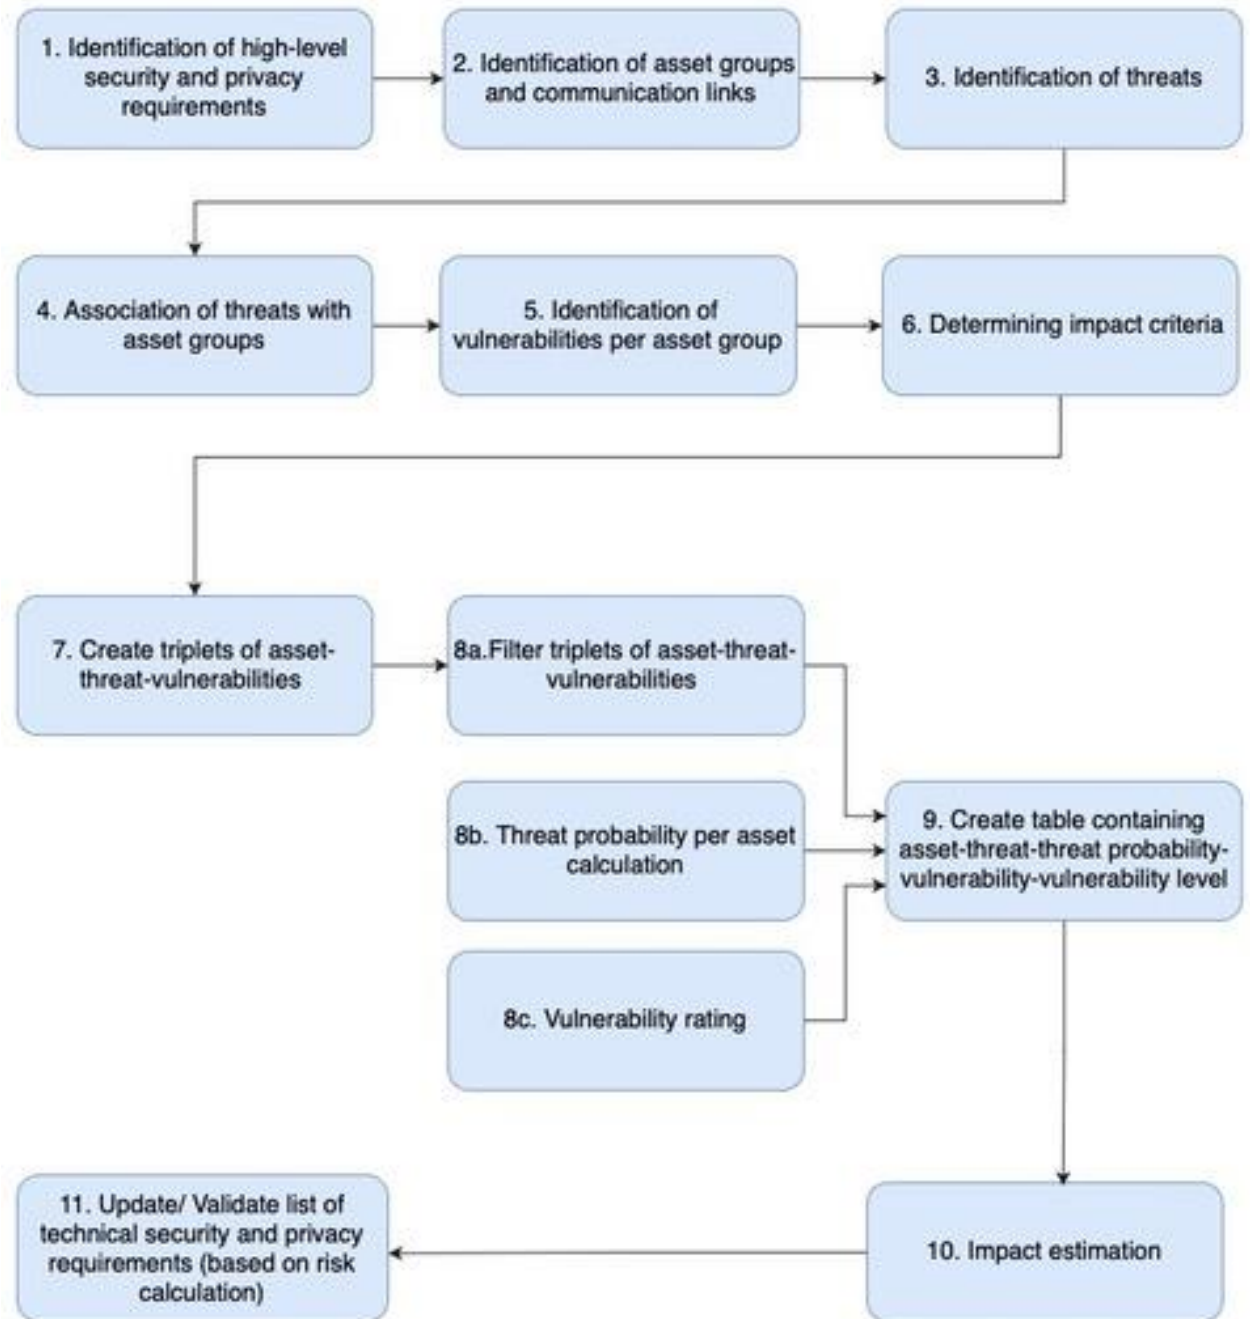 1. Identification of high-level
security and privacy
requirements
2. Identification of asset groups
and communication links
3. Identification of threats
4. Association of threats with
asset groups
5. Identification of
vulnerabilities per asset group
6. Determining impact criteria
7. Create triplets of asset-
threat-vulnerabilities
8a.Filter triplets of asset-threat-
vulnerabilities
8b. Threat probability per asset
calculation
8c. Vulnerability rating
9. Create table containing
asset-threat-threat probability-
vulnerability-vulnerability level
10. Impact estimation
11. Update/ Validate list of
technical security and privacy
requirements (based on risk
calculation)